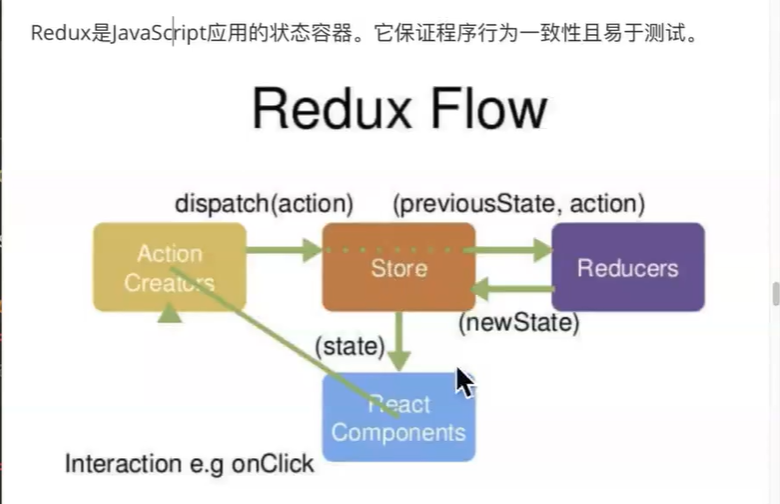 Redux是JavaScript应用的状态容器。它保证程序行为一致性且易于测试。
Redux Flow
dispatch(action)
(previousState, action)
Action
Creators
Store
Reducers
(newState)
(state)
React
Components
Interaction e.g onClick